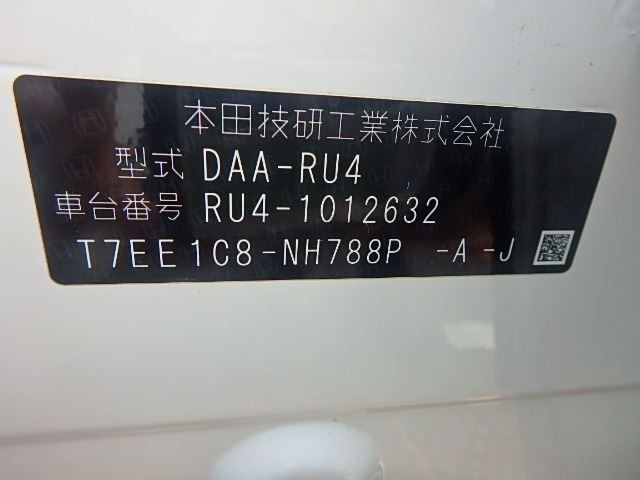 本田技研工業株式会社
型式 DAA-RU4
車台番号 RU4-1012632
T7EE1C8-NH788P -A -J